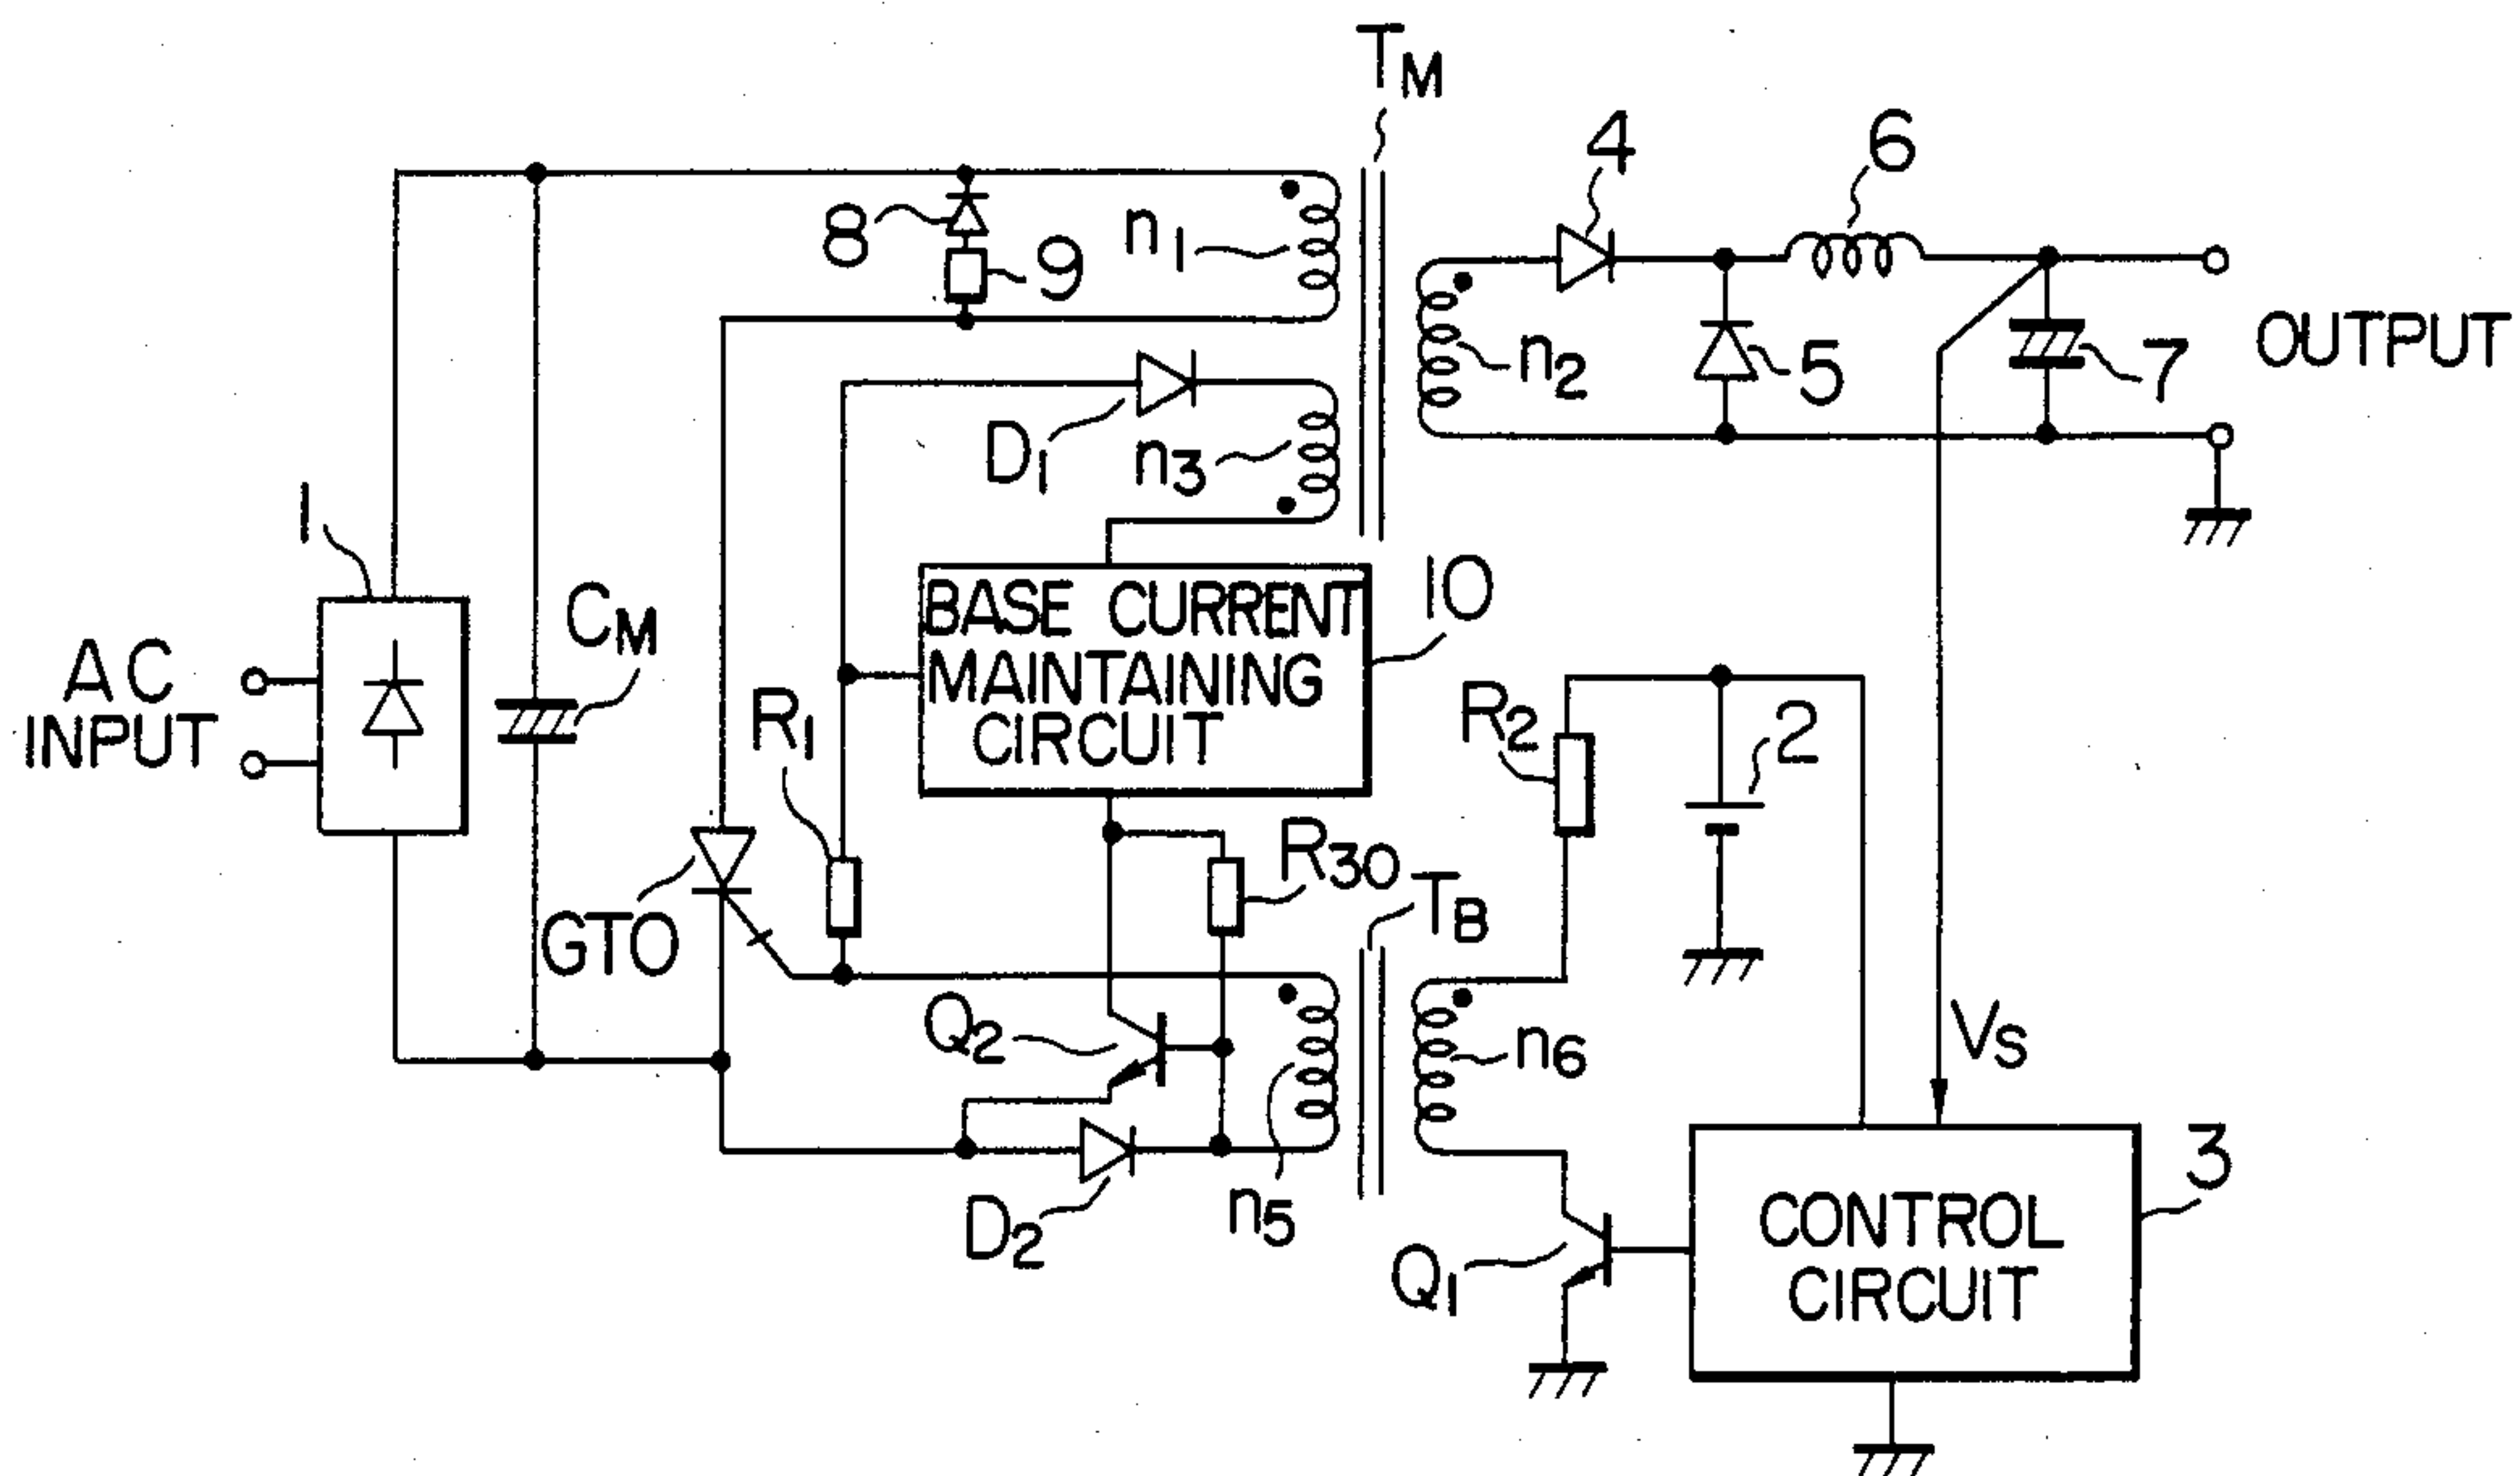 TM
4
6
8
9
n1
n2
5
7
OUTPUT
D1
n3
1
10
CM
BASE CURRENT
MAINTAINING
CIRCUIT
AC
INPUT
R1
R2
2
R30
TB
GTO
Q2
n6
VS
3
D2
n5
Q1
CONTROL
CIRCUIT